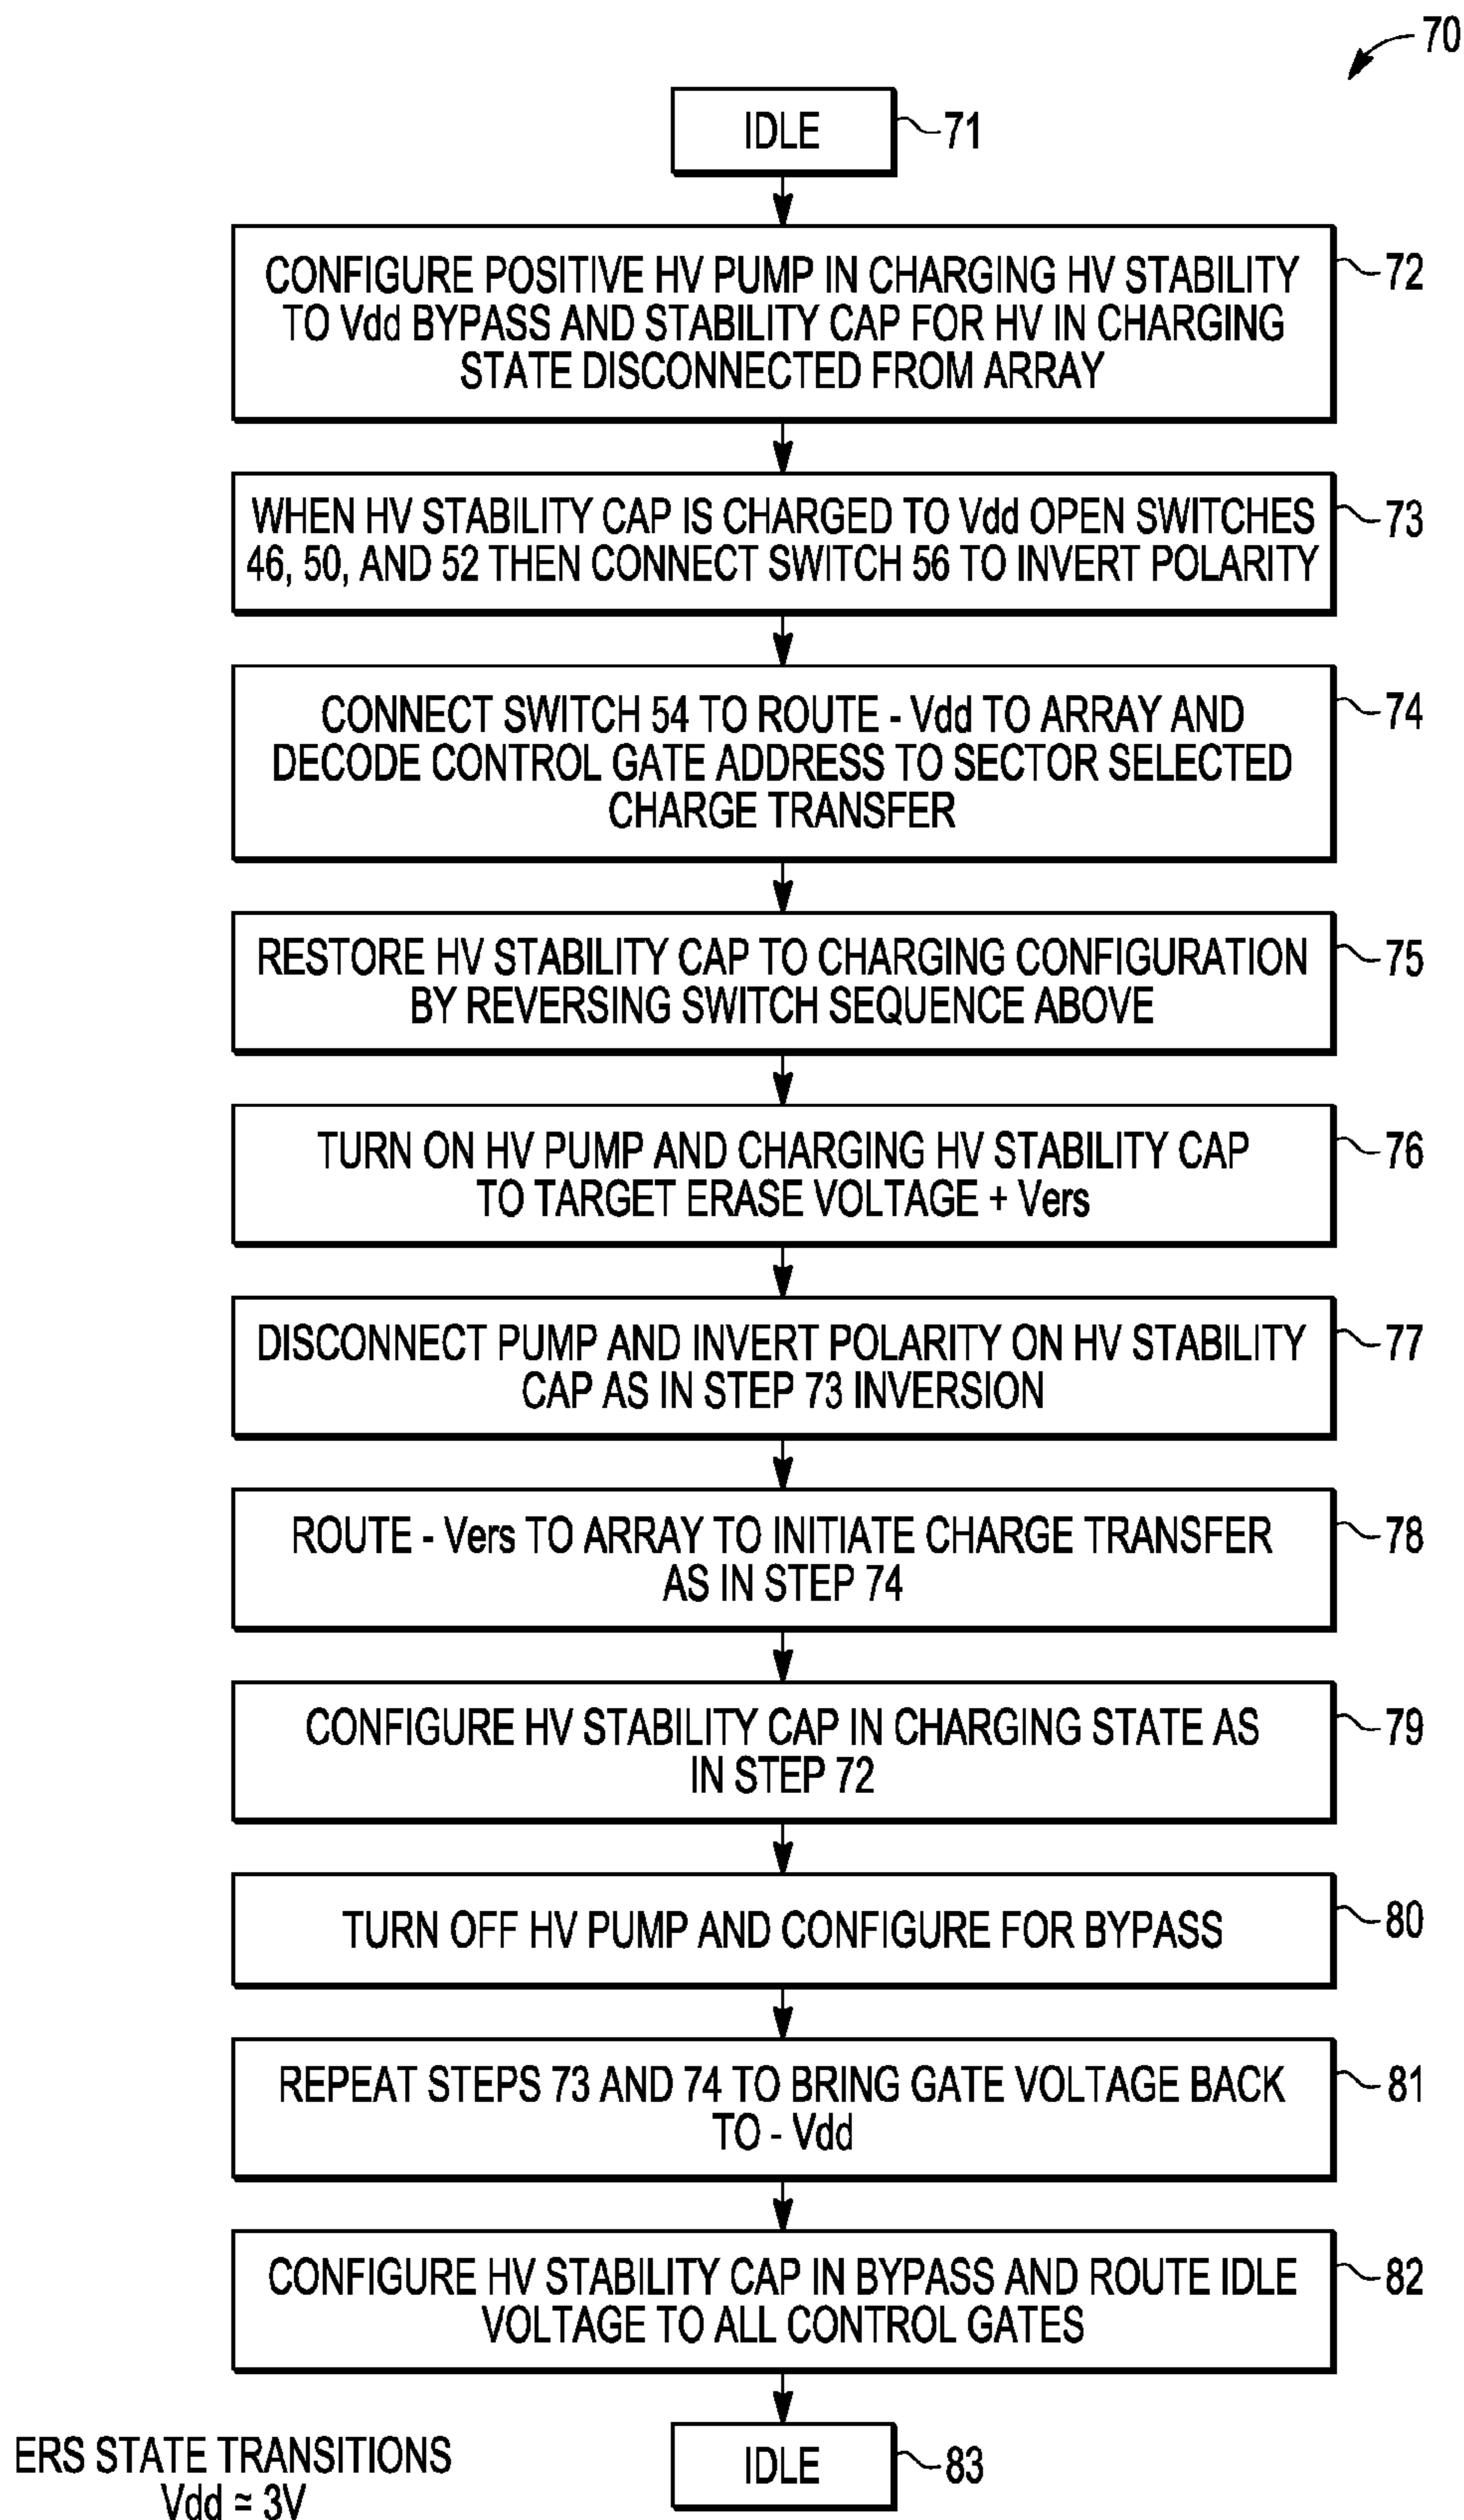 70
IDLE
71
CONFIGURE POSITIVE HV PUMP IN CHARGING HV STABILITY
TO Vdd BYPASS AND STABILITY CAP FOR HV IN CHARGING
STATE DISCONNECTED FROM ARRAY
72
WHEN HV STABILITY CAP IS CHARGED TO Vdd OPEN SWITCHES
46, 50, AND 52 THEN CONNECT SWITCH 56 TO INVERT POLARITY
73
CONNECT SWITCH 54 TO ROUTE - Vdd TO ARRAY AND
DECODE CONTROL GATE ADDRESS TO SECTOR SELECTED
CHARGE TRANSFER
74
RESTORE HV STABILITY CAP TO CHARGING CONFIGURATION
BY REVERSING SWITCH SEQUENCE ABOVE
75
TURN ON HV PUMP AND CHARGING HV STABILITY CAP
TO TARGET ERASE VOLTAGE + Vers
76
DISCONNECT PUMP AND INVERT POLARITY ON HV STABILITY
CAP AS IN STEP 73 INVERSION
77
ROUTE - Vers TO ARRAY TO INITIATE CHARGE TRANSFER
AS IN STEP 74
78
CONFIGURE HV STABILITY CAP IN CHARGING STATE AS
IN STEP 72
79
TURN OFF HV PUMP AND CONFIGURE FOR BYPASS
80
REPEAT STEPS 73 AND 74 TO BRING GATE VOLTAGE BACK
TO - Vdd
81
CONFIGURE HV STABILITY CAP IN BYPASS AND ROUTE IDLE
VOLTAGE TO ALL CONTROL GATES
82
IDLE
83
ERS STATE TRANSITIONS
Vdd ≈ 3V